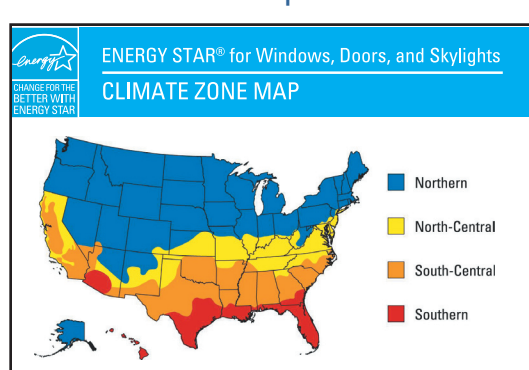 energy
CHANGE FOR THE
BETTER WITH
ENERGY STAR
ENERGY STAR® for Windows, Doors, and Skylights
CLIMATE ZONE MAP
Northern
North-Central
South-Central
Southern